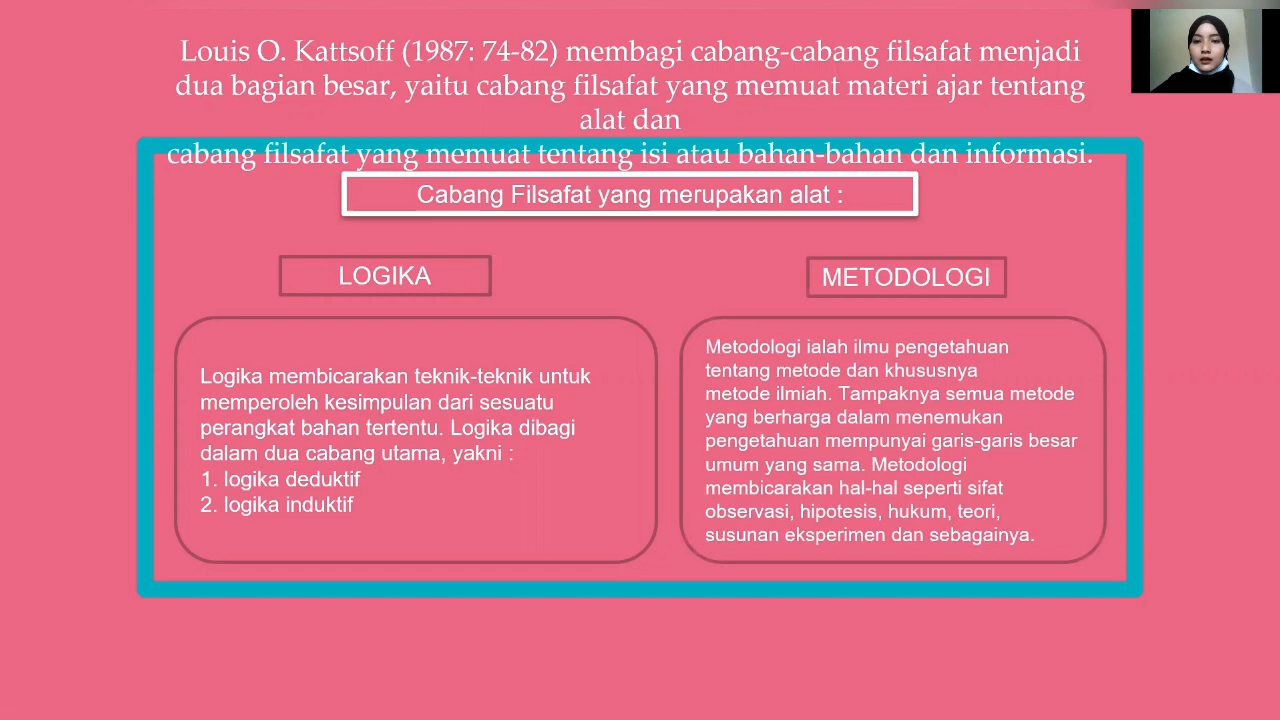 Louis O. Kattsoff (1987: 74-82) membagi cabang-cabang filsafat menjadi
dua bagian besar, yaitu cabang filsafat yang memuat materi ajar tentang
alat dan
cabang filsafat yang memuat tentang isi atau bahan-bahan dan informasi.
Cabang Filsafat yang merupakan alat :
LOGIKA
Logika membicarakan teknik-teknik untuk
memperoleh kesimpulan dari sesuatu
perangkat bahan tertentu. Logika dibagi
dalam dua cabang utama, yakni :
1. logika deduktif
2. logika induktif
METODOLOGI
Metodologi ialah ilmu pengetahuan
tentang metode dan khususnya
metode ilmiah. Tampaknya semua metode
yang berharga dalam menemukan
pengetahuan mempunyai garis-garis besar
umum yang sama. Metodologi
membicarakan hal-hal seperti sifat
observasi, hipotesis, hukum, teori,
susunan eksperimen dan sebagainya.